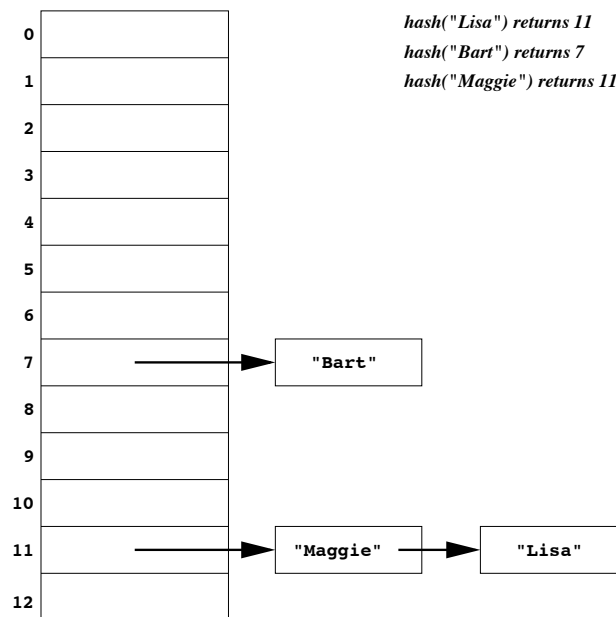 hash("Lisa") returns 11
hash("Bart") returns 7
hash("Maggie") returns 11
0
1
2
3
4
5
6
7 "Bart"
8
9
10
11 "Maggie" "Lisa"
12